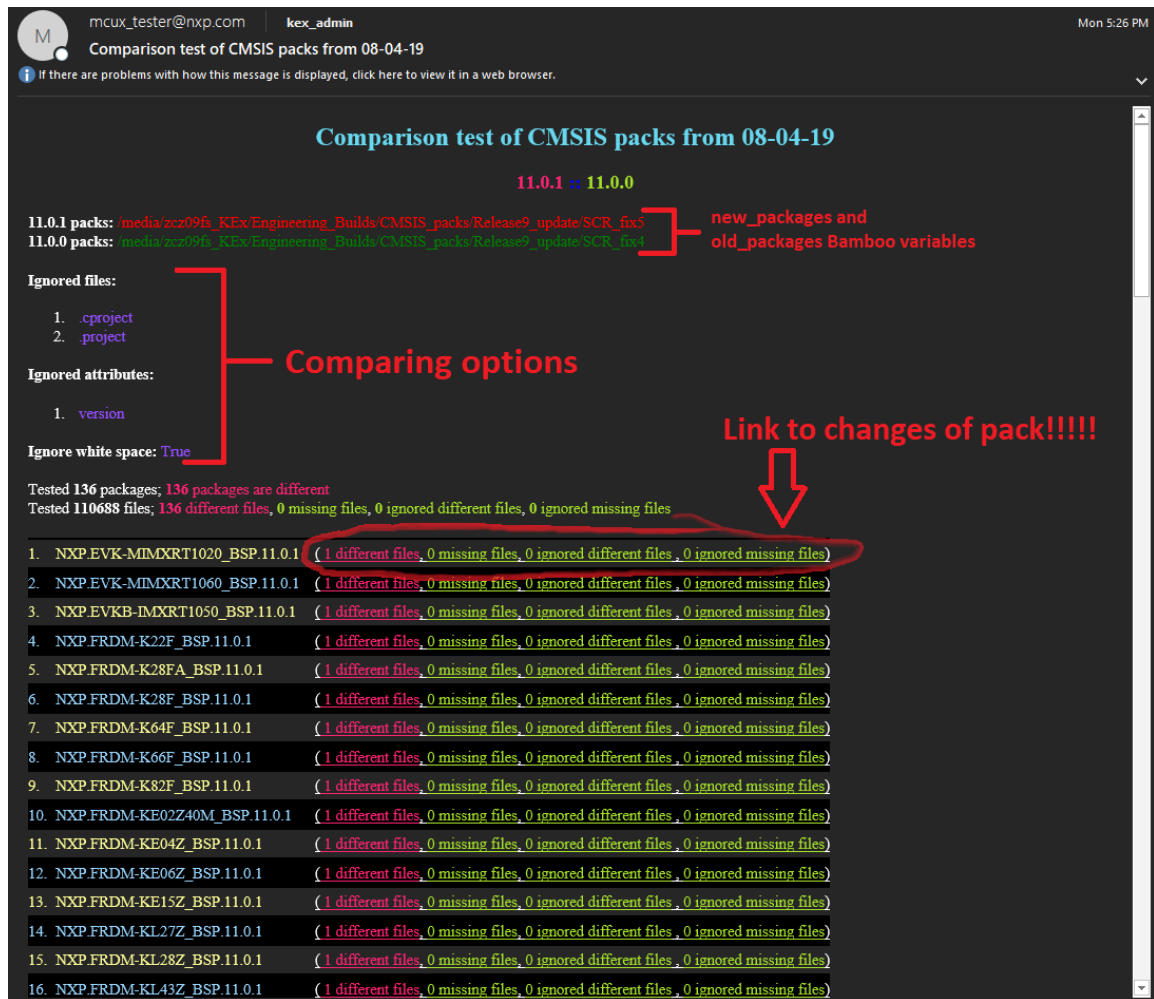 M
mcux_tester@nxp.com kex_admin
Mon 5:26 PM
Comparison test of CMSIS packs from 08-04-19
If there are problems with how this message is displayed, click here to view it in a web browser.
Comparison test of CMSIS packs from 08-04-19
11.0.1 :: 11.0.0
11.0.1 packs: /media/zcz09fs_KEx/Engineering_Builds/CMSIS_packs/Release9_update/SCR_fix5
11.0.0 packs: /media/zcz09fs_KEx/Engineering_Builds/CMSIS_packs/Release9_update/SCR_fix4
new_packages and
old_packages Bamboo variables
Ignored files:
1. .cproject
2. .project
Comparing options
Ignored attributes:
1. version
Ignore white space: True
Link to changes of pack!!!!!
Tested 136 packages; 136 packages are different
Tested 110688 files; 136 different files, 0 missing files, 0 ignored different files, 0 ignored missing files
1. NXP.EVK-MIMXRT1020_BSP.11.0.1 ( 1 different files, 0 missing files, 0 ignored different files , 0 ignored missing files)
2. NXP.EVK-MIMXRT1060_BSP.11.0.1 ( 1 different files, 0 missing files, 0 ignored different files , 0 ignored missing files)
3. NXP.EVKB-IMXRT1050_BSP.11.0.1 ( 1 different files, 0 missing files, 0 ignored different files , 0 ignored missing files)
4. NXP.FRDM-K22F_BSP.11.0.1 ( 1 different files, 0 missing files, 0 ignored different files , 0 ignored missing files)
5. NXP.FRDM-K28FA_BSP.11.0.1 ( 1 different files, 0 missing files, 0 ignored different files , 0 ignored missing files)
6. NXP.FRDM-K28F_BSP.11.0.1 ( 1 different files, 0 missing files, 0 ignored different files , 0 ignored missing files)
7. NXP.FRDM-K64F_BSP.11.0.1 ( 1 different files, 0 missing files, 0 ignored different files , 0 ignored missing files)
8. NXP.FRDM-K66F_BSP.11.0.1 ( 1 different files, 0 missing files, 0 ignored different files , 0 ignored missing files)
9. NXP.FRDM-K82F_BSP.11.0.1 ( 1 different files, 0 missing files, 0 ignored different files , 0 ignored missing files)
10. NXP.FRDM-KE02Z40M_BSP.11.0.1 ( 1 different files, 0 missing files, 0 ignored different files , 0 ignored missing files)
11. NXP.FRDM-KE04Z_BSP.11.0.1 ( 1 different files, 0 missing files, 0 ignored different files , 0 ignored missing files)
12. NXP.FRDM-KE06Z_BSP.11.0.1 ( 1 different files, 0 missing files, 0 ignored different files , 0 ignored missing files)
13. NXP.FRDM-KE15Z_BSP.11.0.1 ( 1 different files, 0 missing files, 0 ignored different files , 0 ignored missing files)
14. NXP.FRDM-KL27Z_BSP.11.0.1 ( 1 different files, 0 missing files, 0 ignored different files , 0 ignored missing files)
15. NXP.FRDM-KL28Z_BSP.11.0.1 ( 1 different files, 0 missing files, 0 ignored different files , 0 ignored missing files)
16. NXP.FRDM-KL43Z_BSP.11.0.1 ( 1 different files, 0 missing files, 0 ignored different files , 0 ignored missing files)